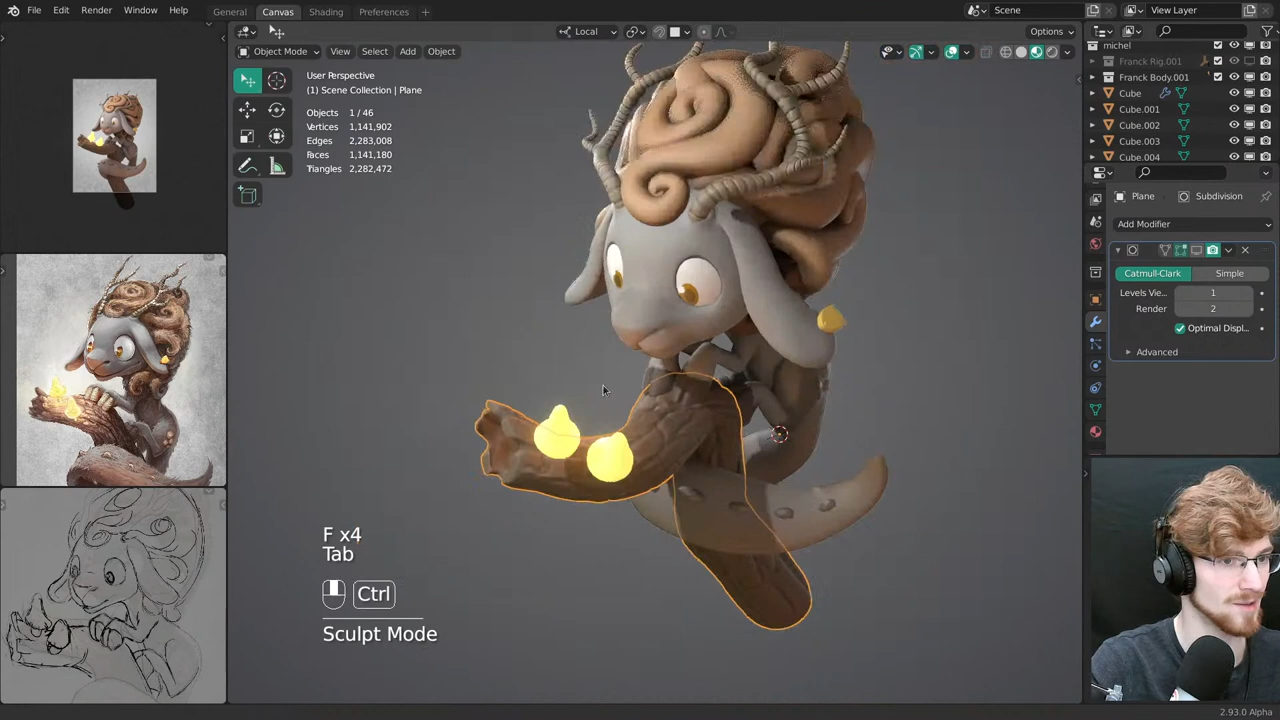 File Edit Render Window Help General Canvas Shading Preferences + Scene View Layer
Local Options
Object Mode View Select Add Object
User Perspective
(1) Scene Collection | Plane
Objects 1 / 46
Vertices 1,141,902
Edges 2,283,008
Faces 1,141,180
Triangles 2,282,472
F x4
Tab
Ctrl
Sculpt Mode
michel
Franck Rig.001
Franck Body.001
Cube
Cube.001
Cube.002
Cube.003
Cube.004
Plane Subdivision
Add Modifier
Catmull-Clark Simple
Levels Vie... 1
Render 2
Optimal Displ...
Advanced
2.93.0 Alpha